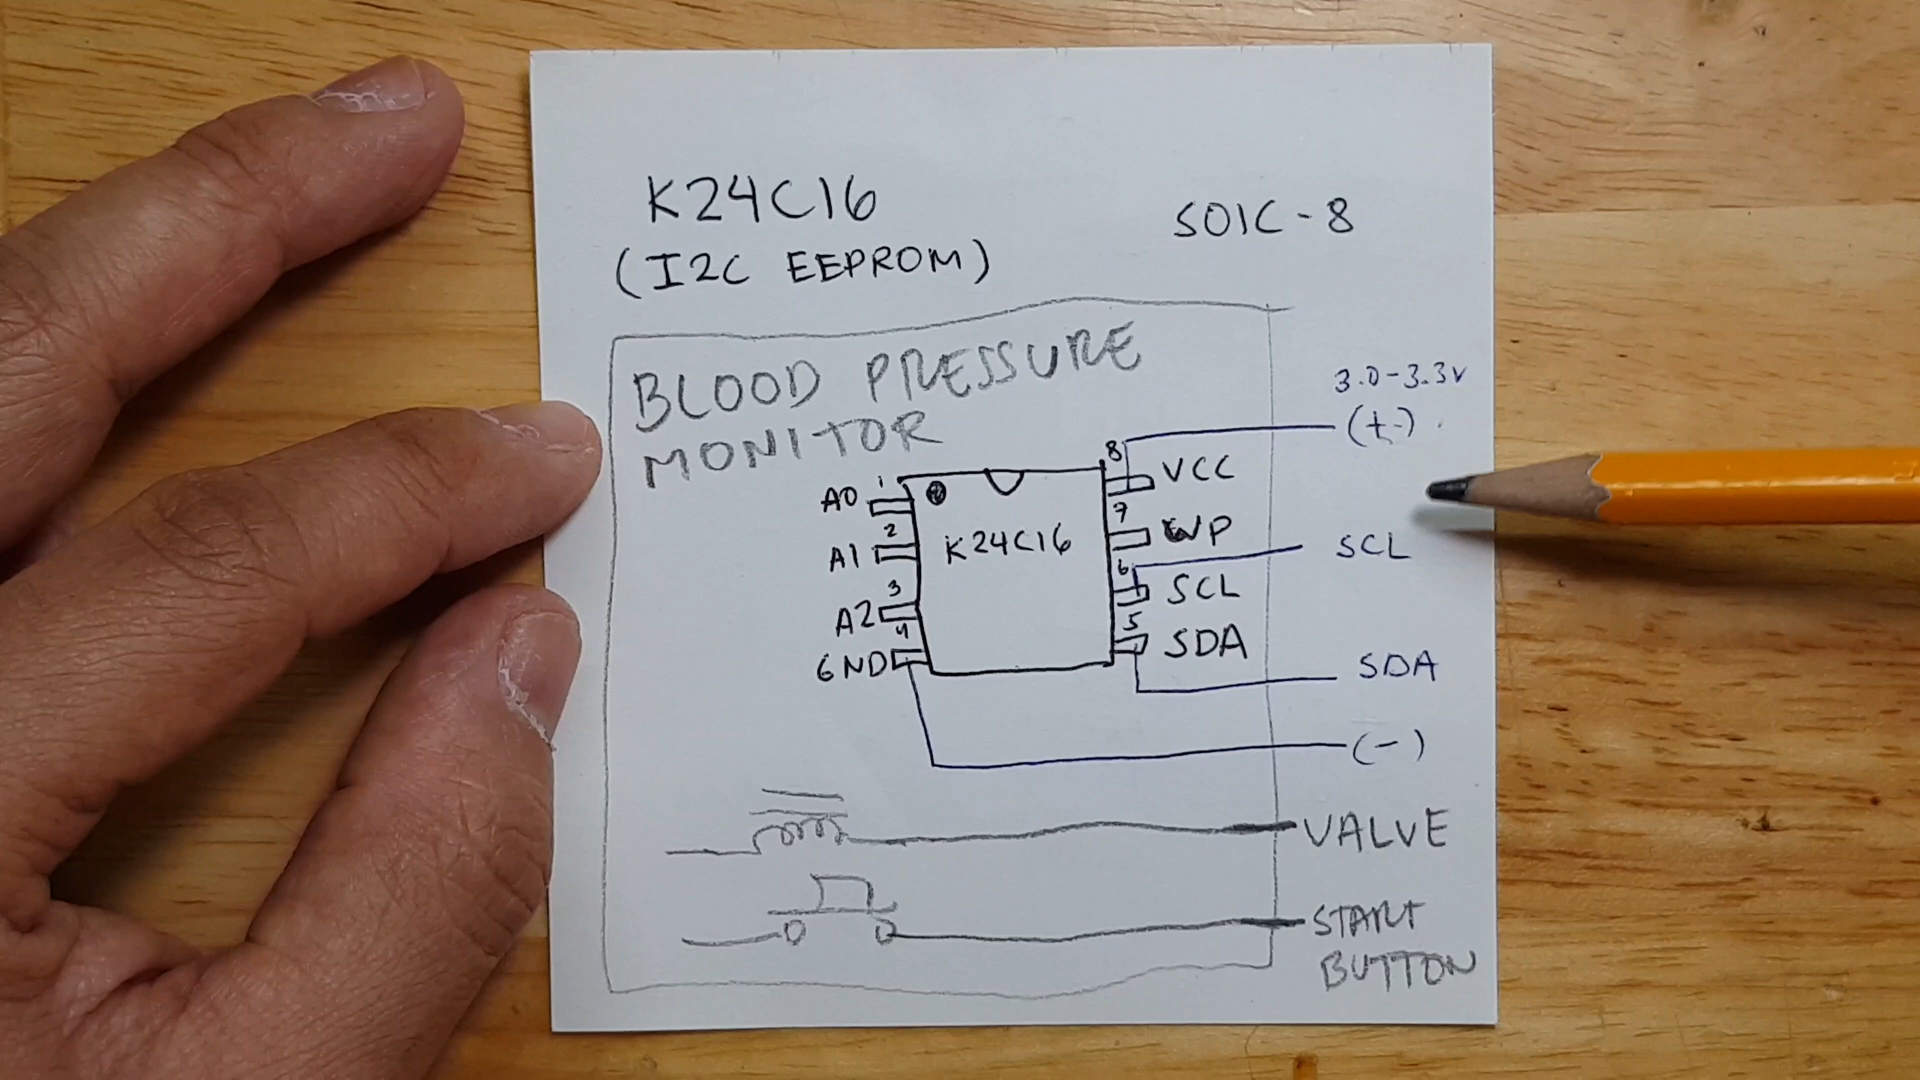 K24C16
(I2C EEPROM)
SOIC-8
BLOOD PRESSURE
MONITOR
3.0-3.3V
(+)
1
A0
2
A1
3
A2
4
GND
K24C16
8
VCC
7
WP
6
SCL
5
SDA
SCL
SDA
(-)
VALVE
START
BUTTON